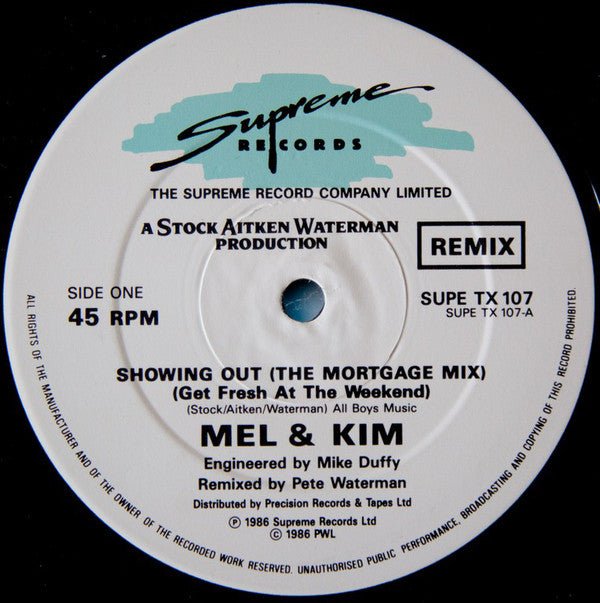 Supreme
RECORDS
THE SUPREME RECORD COMPANY LIMITED
A STOCK AITKEN WATERMAN
PRODUCTION
REMIX
SIDE ONE
45 RPM
SUPE TX 107
SUPE TX 107-A
SHOWING OUT (THE MORTGAGE MIX)
(Get Fresh At The Weekend)
(Stock/Aitken/Waterman) All Boys Music
MEL & KIM
Engineered by Mike Duffy
Remixed by Pete Waterman
Distributed by Precision Records & Tapes Ltd
℗ 1986 Supreme Records Ltd
© 1986 PWL
ALL RIGHTS OF THE MANUFACTURER AND OF THE OWNER OF THE RECORDED WORK RESERVED. UNAUTHORISED PUBLIC PERFORMANCE, BROADCASTING AND COPYING OF THIS RECORD PROHIBITED.